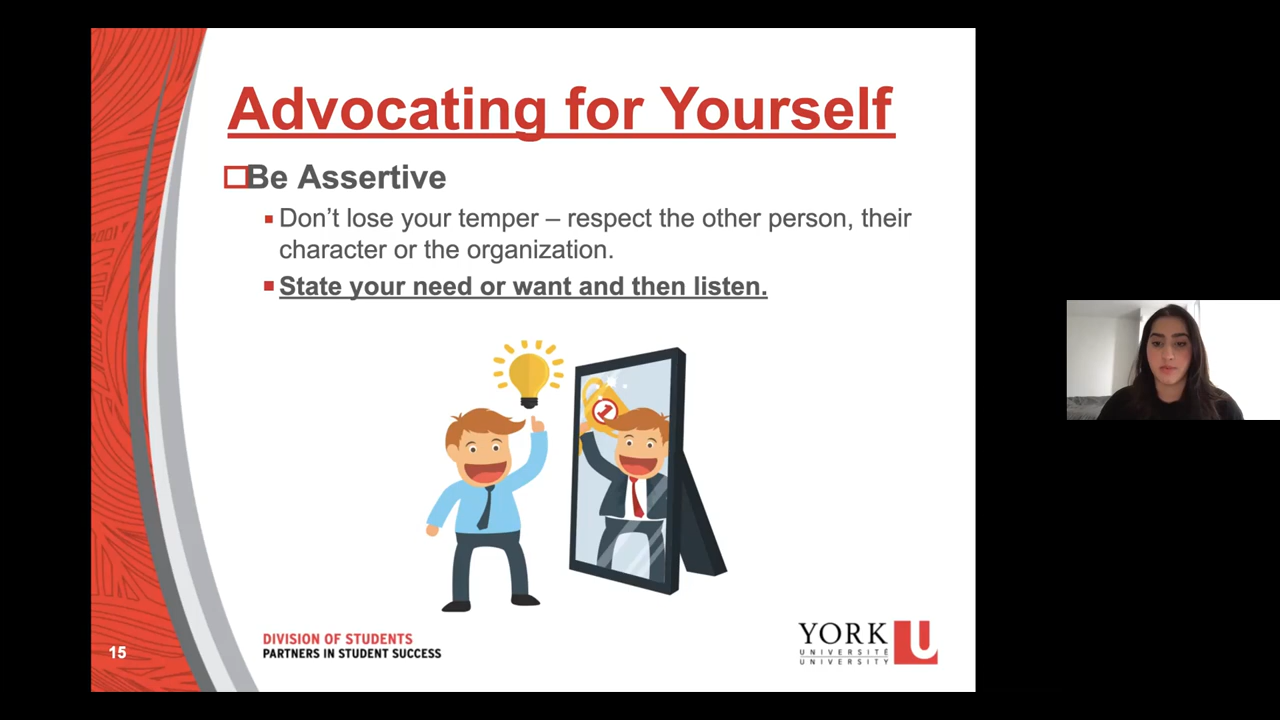 Advocating for Yourself
Be Assertive
Don’t lose your temper – respect the other person, their
character or the organization.
State your need or want and then listen.
1
DIVISION OF STUDENTS
PARTNERS IN STUDENT SUCCESS
15
YORK U
UNIVERSITÉ
UNIVERSITY